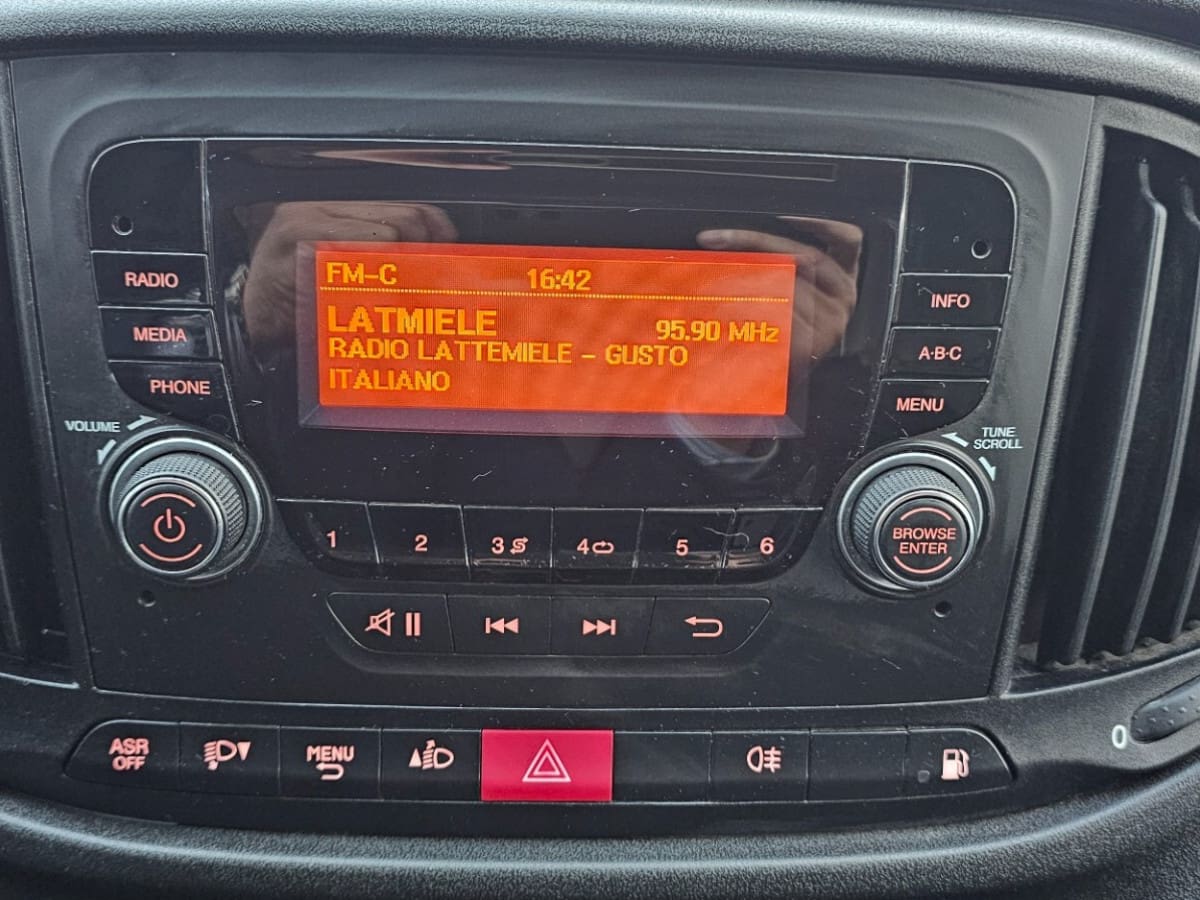 RADIO
MEDIA
PHONE
VOLUME
FM-C 16:42
LATMIELE 95.90 MHz
RADIO LATTEMIELE - GUSTO
ITALIANO
INFO
A·B·C
MENU
TUNE
SCROLL
BROWSE
ENTER
1 2 3 4 5 6
ASR
OFF
MENU
0